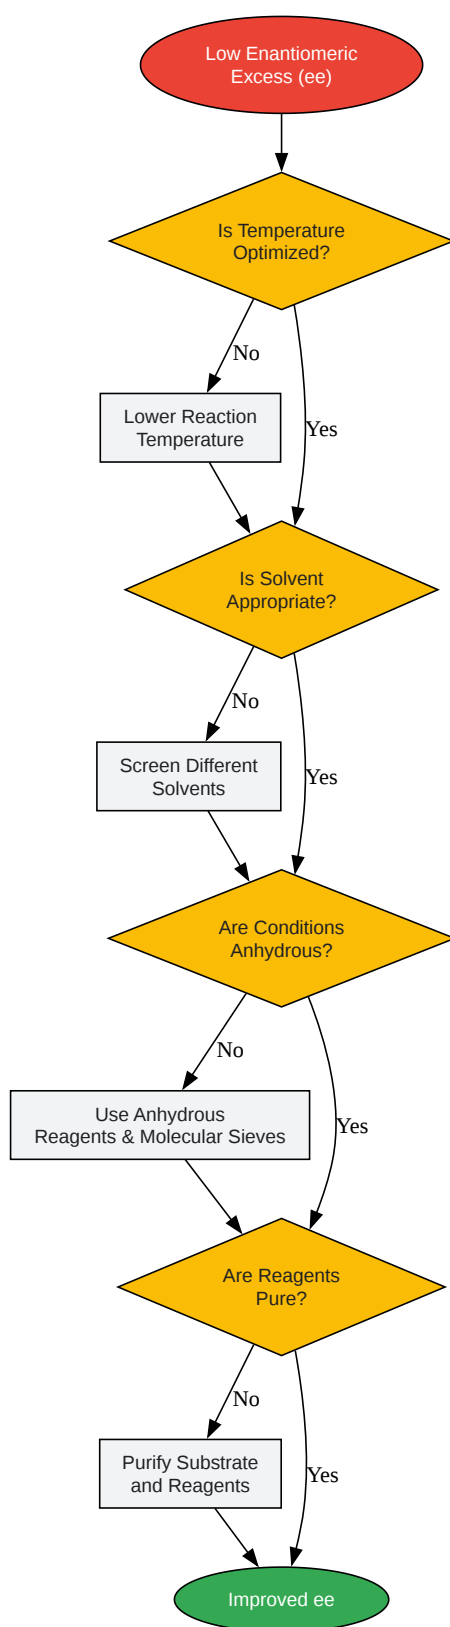 Low Enantiomeric
Excess (ee)
Is Temperature
Optimized?
No
Lower Reaction
Temperature
Yes
Is Solvent
Appropriate?
No
Screen Different
Solvents
Yes
Are Conditions
Anhydrous?
No
Use Anhydrous
Reagents & Molecular Sieves
Yes
Are Reagents
Pure?
No
Purify Substrate
and Reagents
Yes
Improved ee